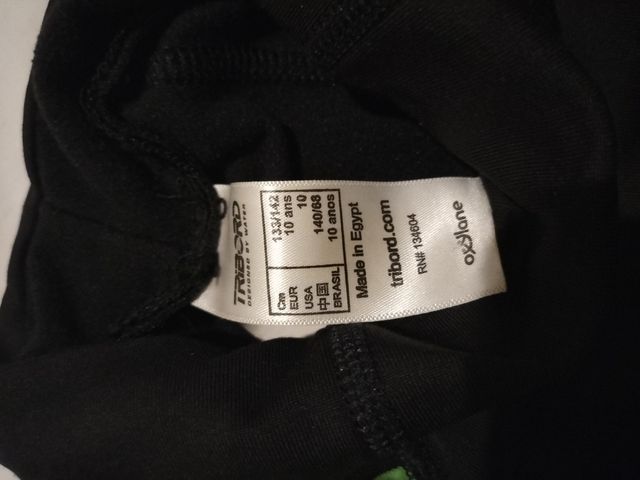 TRIBORD
DESIGNED BY WATER
Cm 133/142
EUR 10 ans
USA 10
中国 140/68
BRASIL 10 anos
Made in Egypt
tribord.com
RN# 134604
oxylane